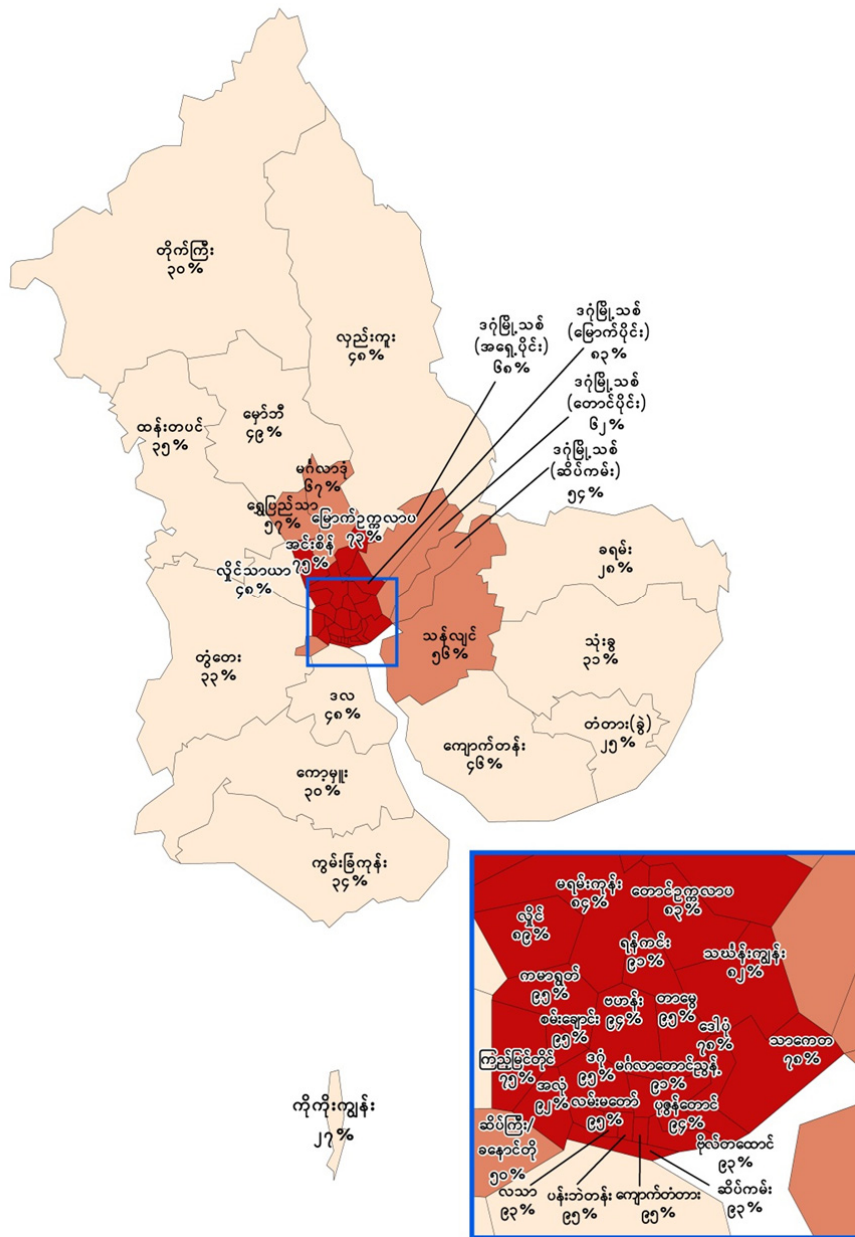 တိုက်ကြီး
၃၀%
လှည်းကူး
၄၈%
ဒဂုံမြို့သစ်
(အရှေ့ပိုင်း)
၆၈%
ဒဂုံမြို့သစ်
(မြောက်ပိုင်း)
၈၃%
ဒဂုံမြို့သစ်
(တောင်ပိုင်း)
၆၂%
ဒဂုံမြို့သစ်
(ဆိပ်ကမ်း)
၅၄%
ထန်းတပင်
၃၅%
မှော်ဘီ
၄၉%
မင်္ဂလာဒုံ
၆၇%
ရွှေပြည်သာ
၅၇%
မြောက်ဥက္ကလာပ
၇၃%
အင်းစိန်
၇၅%
လှိုင်သာယာ
၄၈%
ခရမ်း
၂၈%
သန်လျင်
၅၆%
သုံးခွ
၃၁%
တွံတေး
၃၃%
ဒလ
၄၈%
တံတား(ခွဲ)
၂၅%
ကျောက်တန်း
၄၆%
ကော့မှူး
၃၀%
ကွမ်းခြံကုန်း
၃၄%
ကိုကိုးကျွန်း
၂၇%
မရမ်းကုန်း
၈၄%
တောင်ဥက္ကလာပ
၈၃%
လှိုင်
၈၉%
ရန်ကင်း
၉၁%
သင်္ဃန်းကျွန်း
၈၂%
ကမာရွတ်
၉၅%
ဗဟန်း
၉၄%
တာမွေ
၉၅%
စမ်းချောင်း
၉၅%
ဒေါပုံ
၇၈%
သာကေတ
၇၈%
ကြည့်မြင်တိုင်
၇၅%
ဒဂုံ
၉၅%
မင်္ဂလာတောင်ညွန့်
၉၁%
အလုံ
၉၂%
လမ်းမတော်
၉၅%
ပုဇွန်တောင်
၉၄%
ဆိပ်ကြီး/
ခနောင်တို
၅၀%
ဗိုလ်တထောင်
၉၃%
လသာ
၉၃%
ပန်းဘဲတန်း
၉၅%
ကျောက်တံတား
၉၅%
ဆိပ်ကမ်း
၉၃%